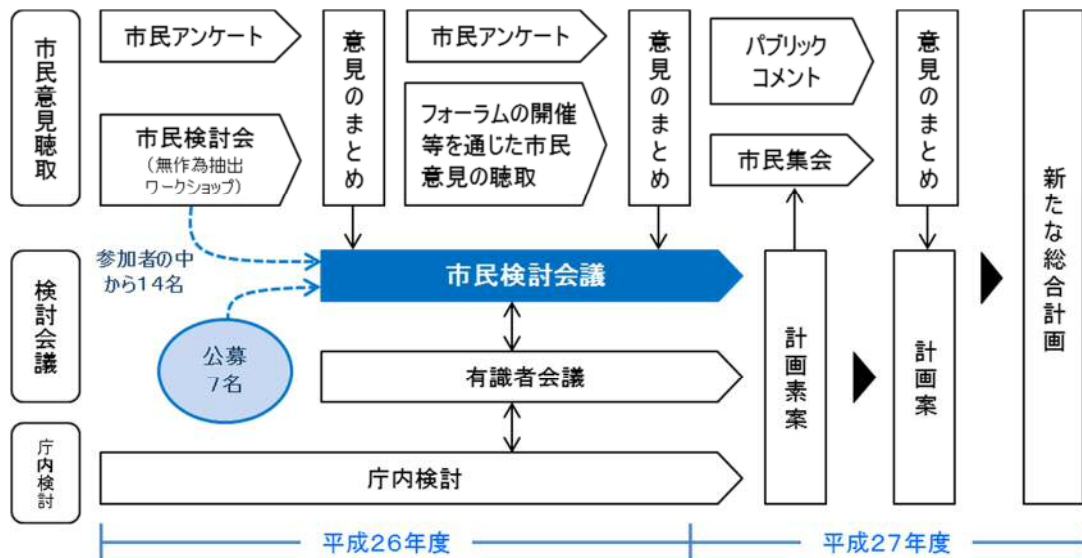 市民意見聴取
市民アンケート
市民検討会
（無作為抽出
ワークショップ）
意見のまとめ
市民アンケート
フォーラムの開催
等を通じた市民
意見の聴取
意見のまとめ
パブリック
コメント
市民集会
意見のまとめ
新たな総合計画
検討会議
参加者の中
から14名
公募
7名
市民検討会議
有識者会議
計画素案
計画案
庁内検討
庁内検討
平成26年度
平成27年度